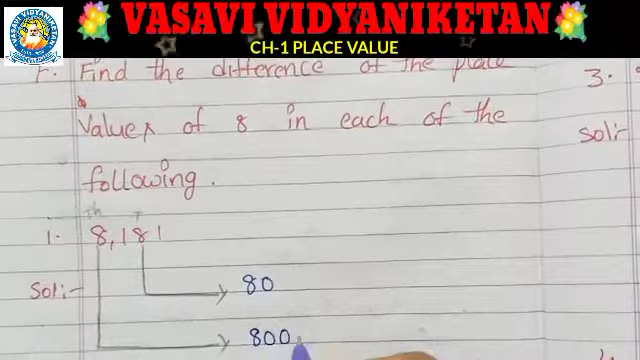 VASAVI VIDYANIKETAN
CH-1 PLACE VALUE
F. Find the difference of the place
Values of 8 in each of the
following.
Th T
1. 8,181
Sol:-
80
800
3.
Sol:-